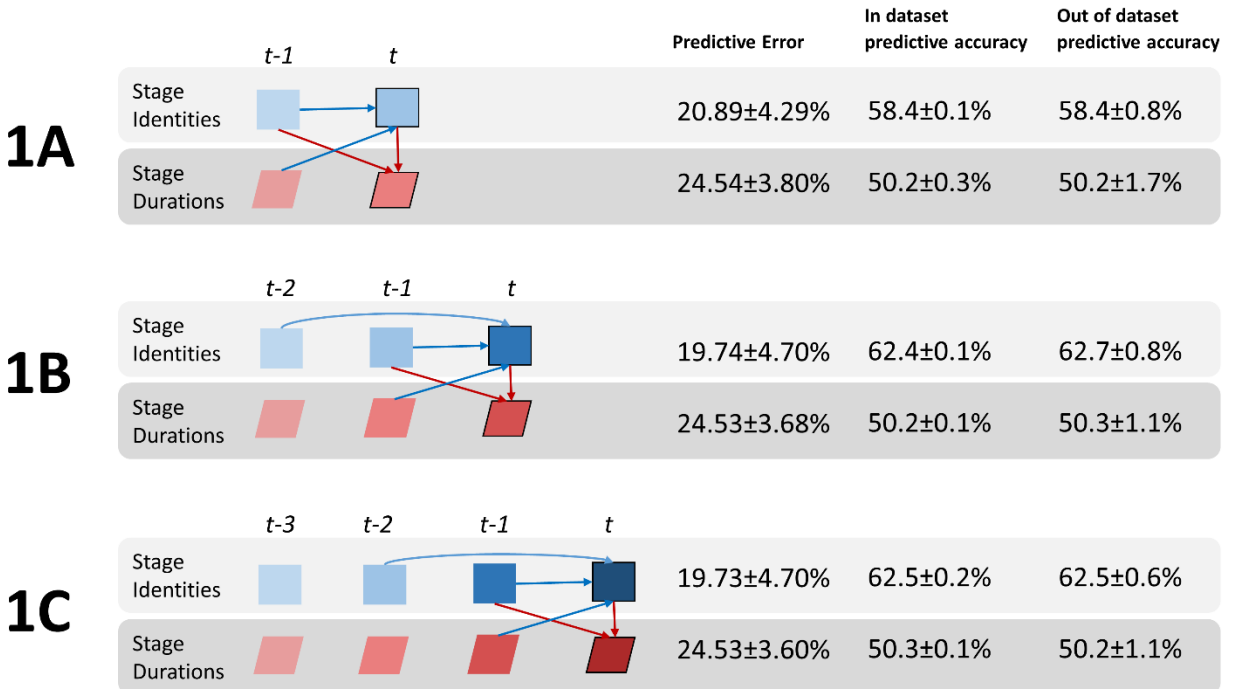 Predictive Error
In dataset
predictive accuracy
Out of dataset
predictive accuracy
1A
t-1 t
Stage
Identities
20.89±4.29% 58.4±0.1% 58.4±0.8%
Stage
Durations
24.54±3.80% 50.2±0.3% 50.2±1.7%
1B
t-2 t-1 t
Stage
Identities
19.74±4.70% 62.4±0.1% 62.7±0.8%
Stage
Durations
24.53±3.68% 50.2±0.1% 50.3±1.1%
1C
t-3 t-2 t-1 t
Stage
Identities
19.73±4.70% 62.5±0.2% 62.5±0.6%
Stage
Durations
24.53±3.60% 50.3±0.1% 50.2±1.1%